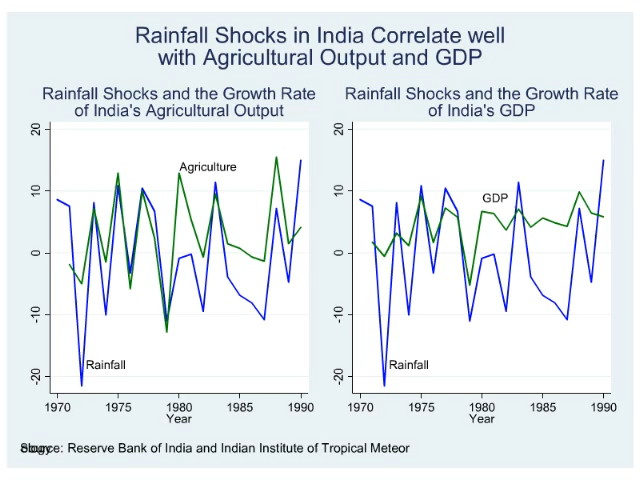 Rainfall Shocks in India Correlate well
with Agricultural Output and GDP
Rainfall Shocks and the Growth Rate
of India's Agricultural Output
20
10
0
-10
-20
Agriculture
Rainfall
1970
1975
1980
1985
1990
Year
Rainfall Shocks and the Growth Rate
of India's GDP
20
10
0
-10
-20
GDP
Rainfall
1970
1975
1980
1985
1990
Year
Reserve Bank of India and Indian Institute of Tropical Meteor